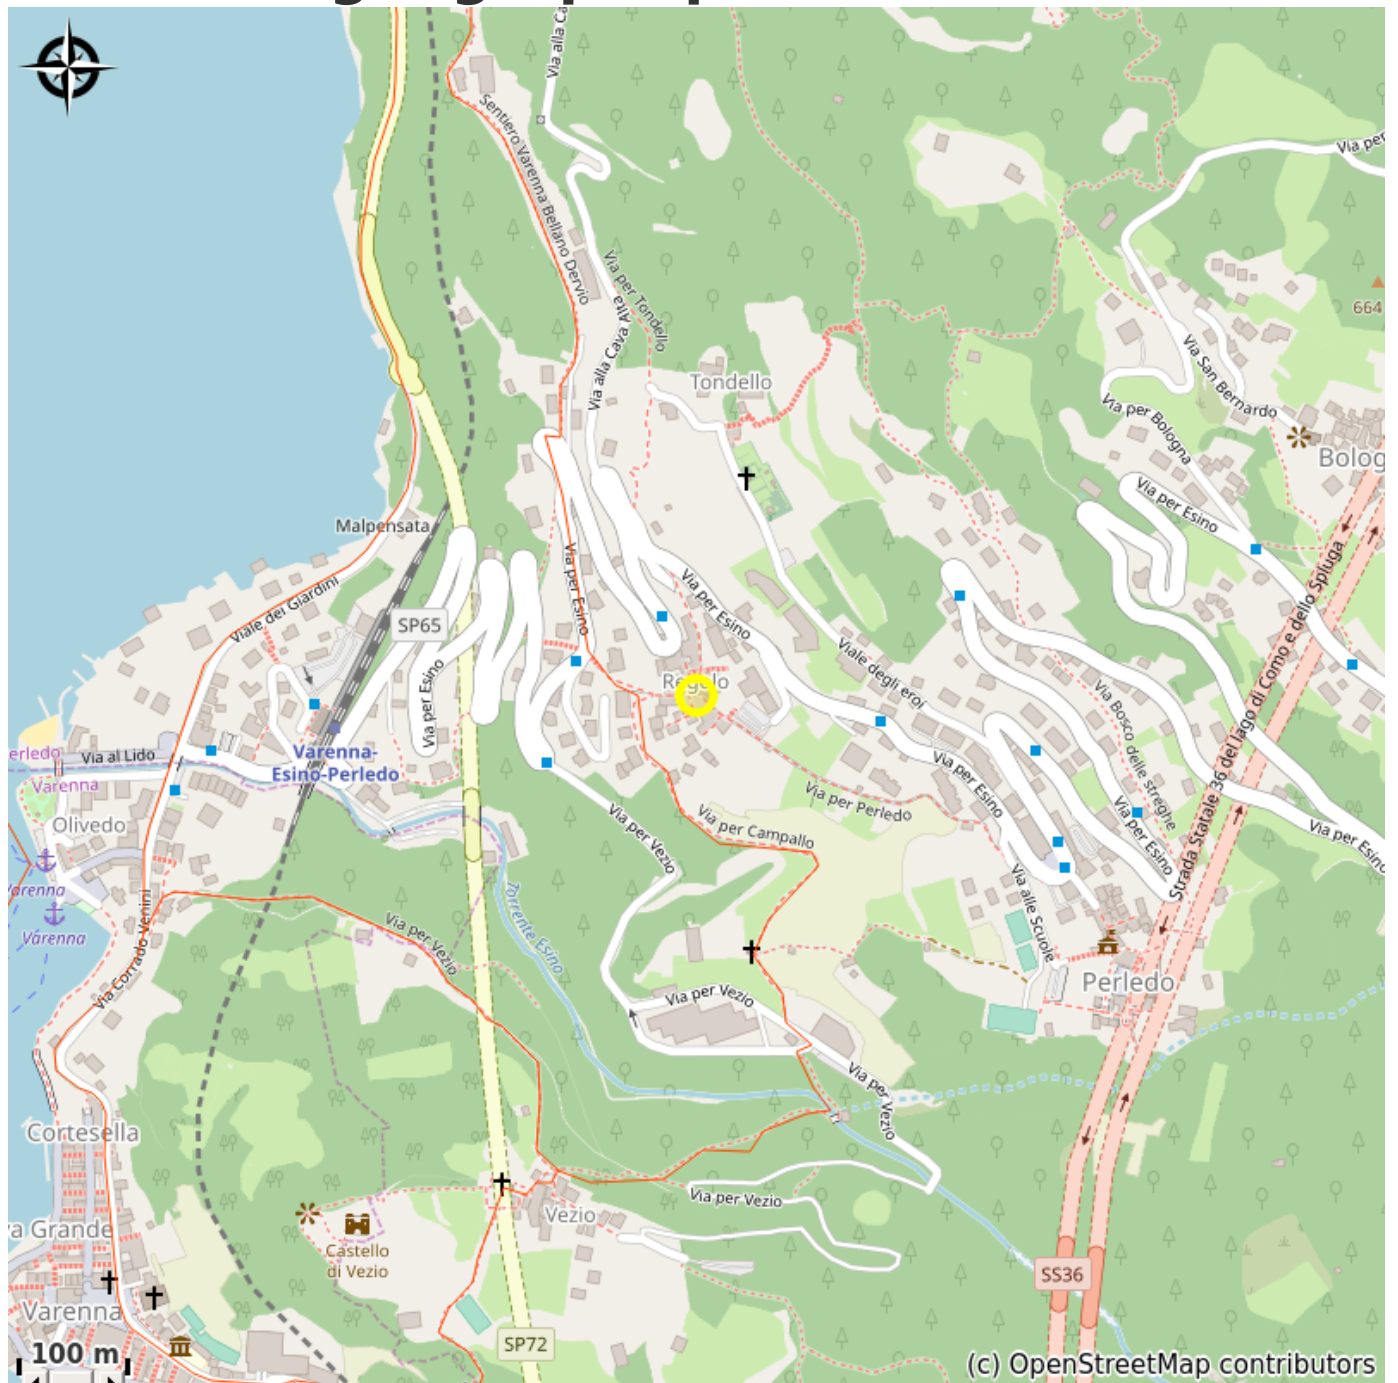 Via alla Ca
Sentiero Varenna Bellano Dervio
Via per
Via per Tondello
664
Via alla Cava Alta
Tondello
Via San Bernardo
Via per Bologna
Bolog
Via per Esino
Malpensata
Via per Esino
Via per Esino
Viale dei Giardini
SP65
Strada Statale 36 del lago di Como e dello Spluga
Viale degli eroi
Via per Esino
Via Bosco delle streghe
erledo
Via al Lido
Varenna-
Esino-Perledo
Varenna
Via per Esino
Via per Perledo
Olivedo
Via per Vezio
Via per Campallo
Via per Esino
Via per Esino
Varenna
Varenna
Via Corrado Venini
Via per Vezio
Torrente Esino
Via alle Scuole
Via per Vezio
Perledo
Via per Vezio
Cortesella
Via per Vezio
Vezio
a Grande
Castello
di Vezio
SS36
Varenna
SP72
100 m
(c) OpenStreetMap contributors